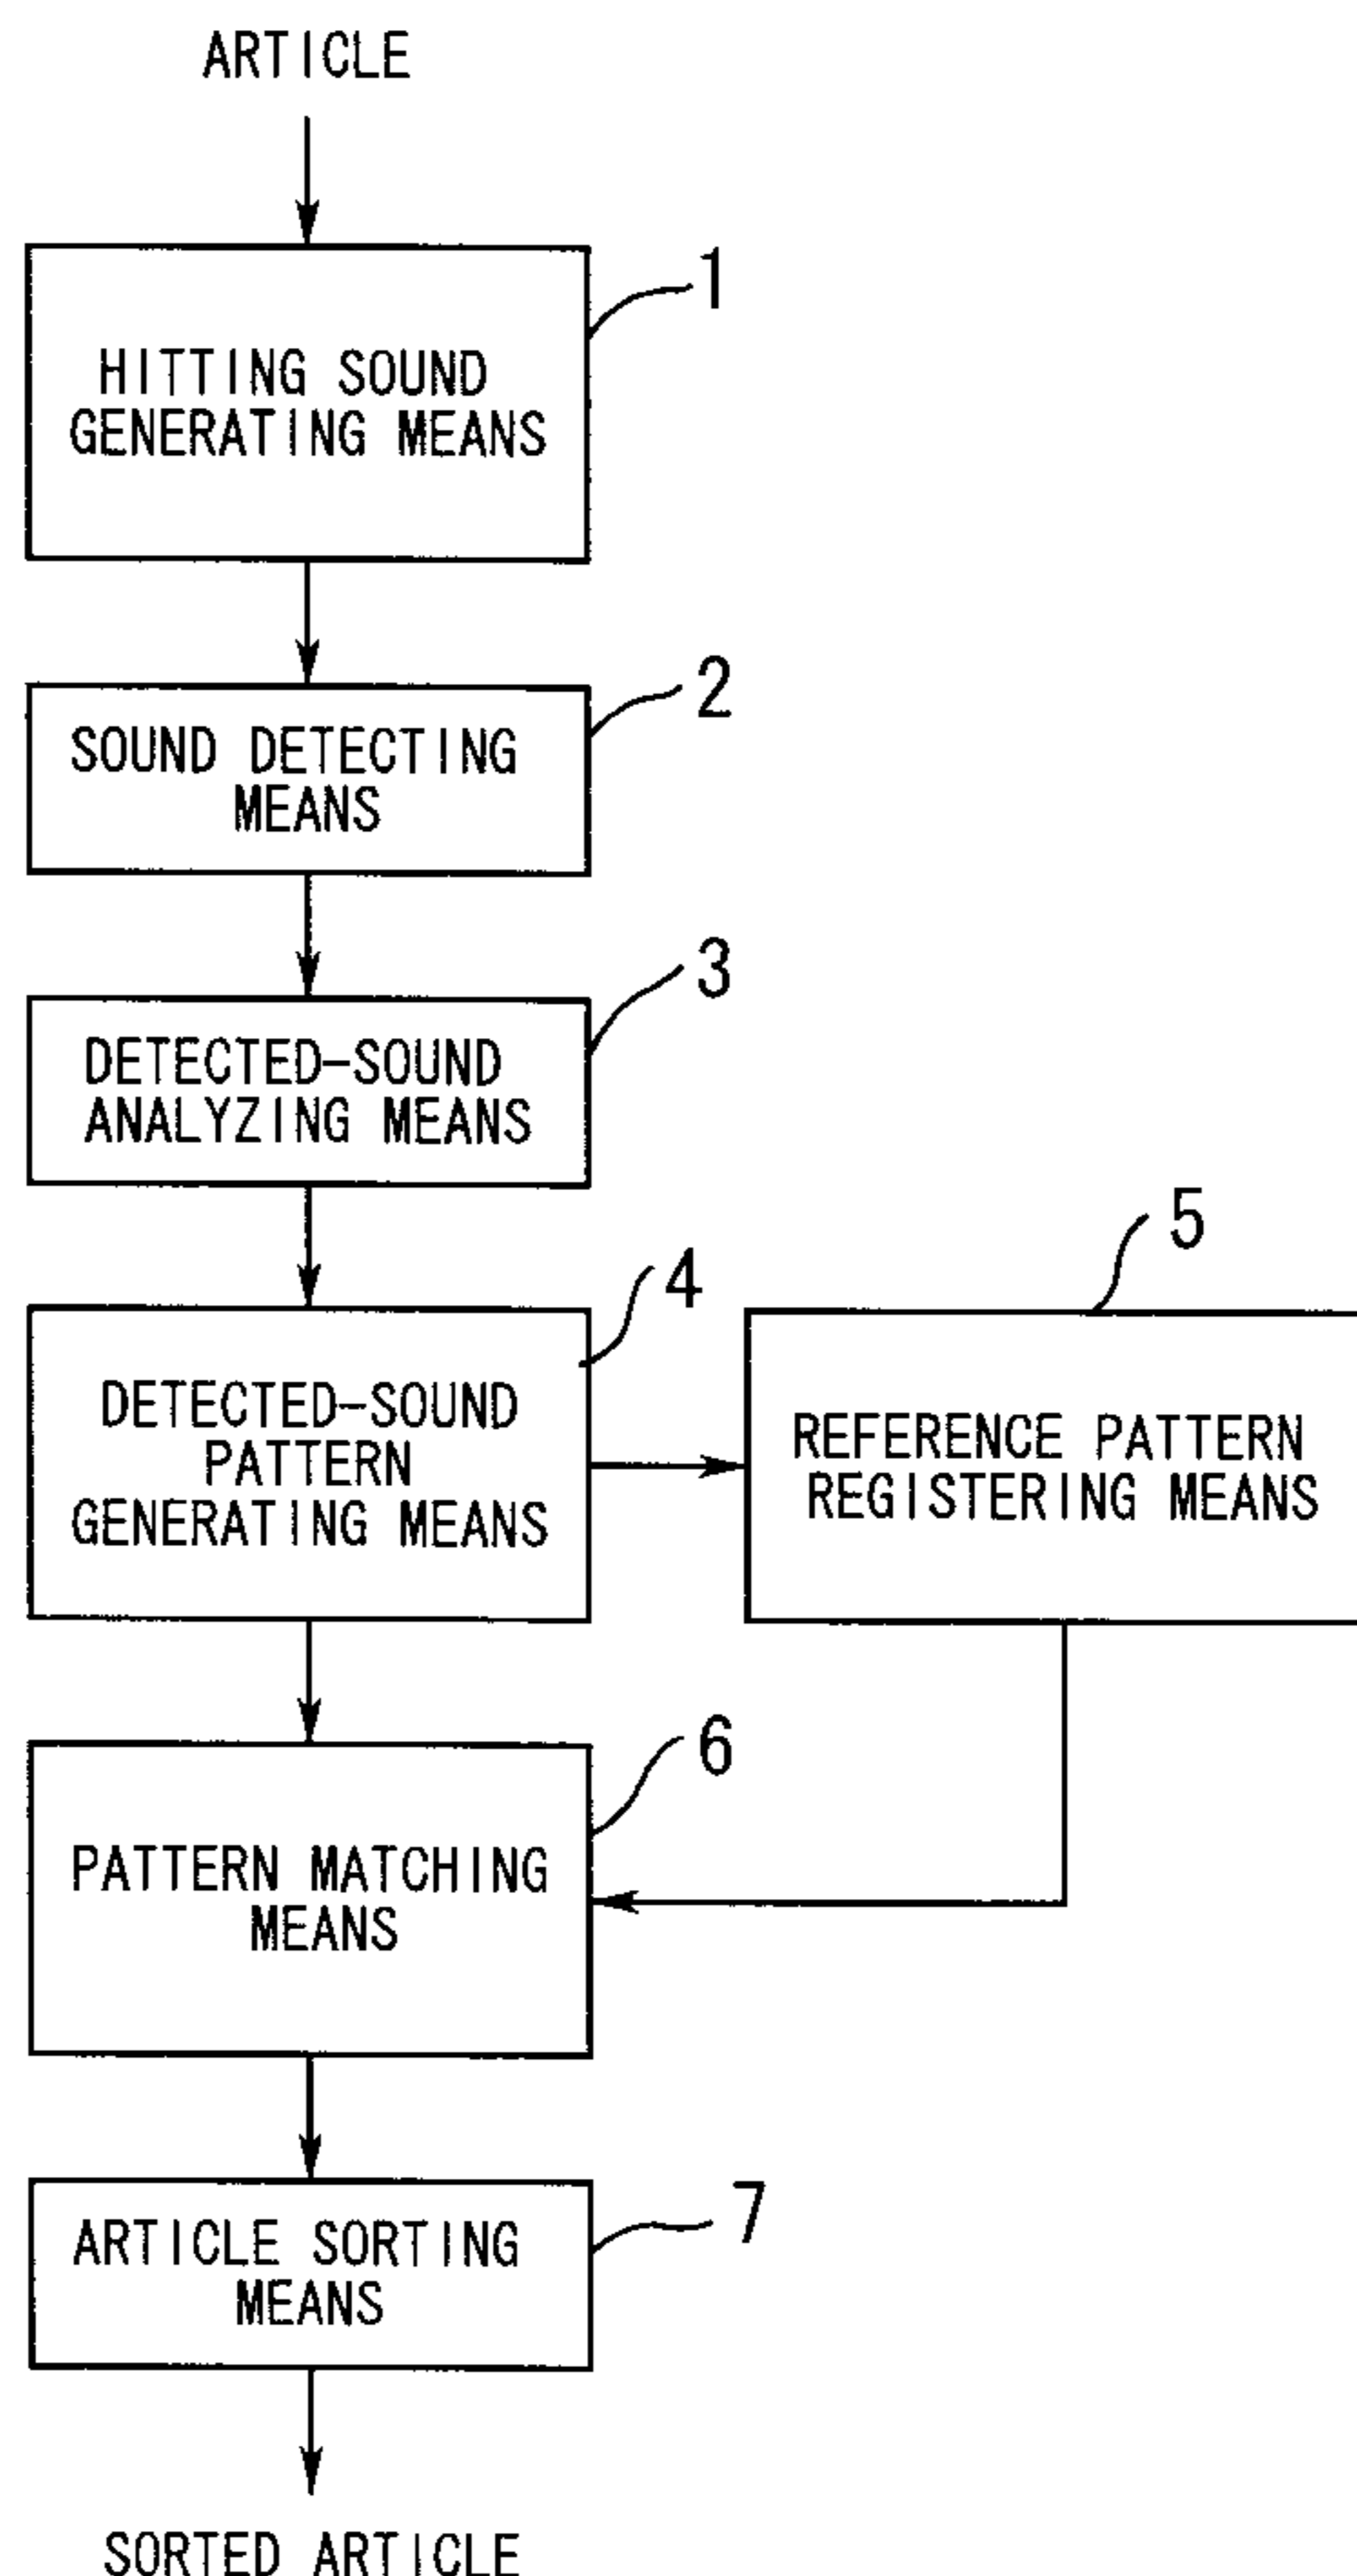 ARTICLE
1
HITTING SOUND
GENERATING MEANS
2
SOUND DETECTING
MEANS
3
DETECTED-SOUND
ANALYZING MEANS
4
DETECTED-SOUND
PATTERN
GENERATING MEANS
5
REFERENCE PATTERN
REGISTERING MEANS
6
PATTERN MATCHING
MEANS
7
ARTICLE SORTING
MEANS
SORTED ARTICLE